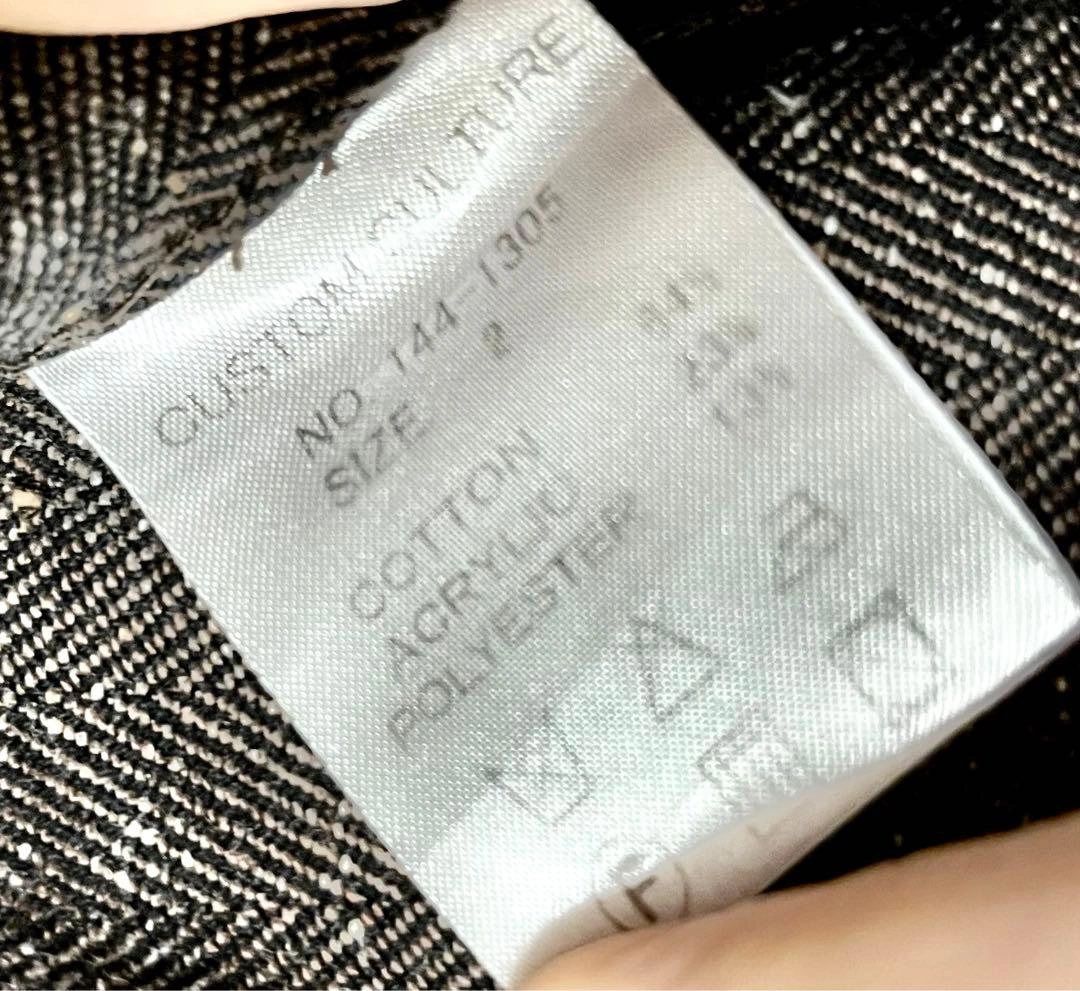 CUSTOM CULTURE
NO 144-1305
SIZE 2
COTTON
ACRYLIC
POLYESTER